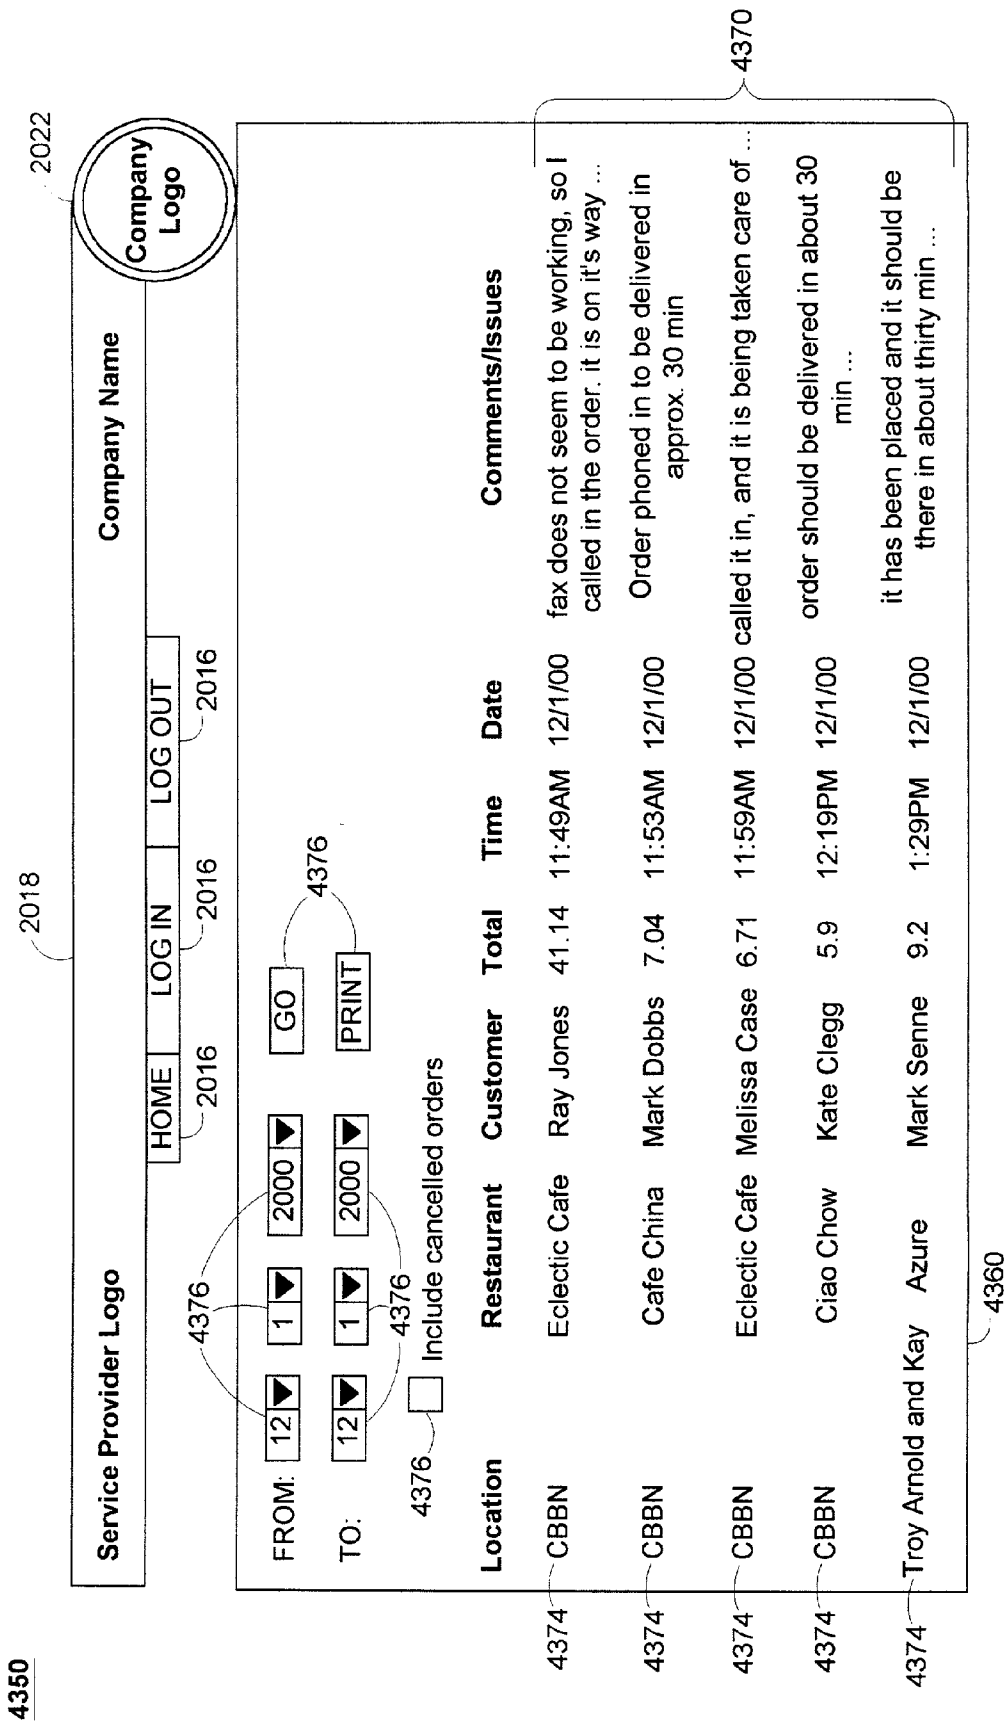 4350
2018
2022
Service Provider Logo
Company Name
Company Logo
HOME LOG IN LOG OUT
2016 2016 2016
4376
FROM: 12 1 2000 GO
4376
TO: 12 1 2000 PRINT
4376
4376 Include cancelled orders
Location Restaurant Customer Total Time Date Comments/Issues
4374 CBBN Eclectic Cafe Ray Jones 41.14 11:49AM 12/1/00 fax does not seem to be working, so I
called in the order. it is on it's way ...
4374 CBBN Cafe China Mark Dobbs 7.04 11:53AM 12/1/00 Order phoned in to be delivered in
approx. 30 min
4374 CBBN Eclectic Cafe Melissa Case 6.71 11:59AM 12/1/00 called it in, and it is being taken care of ...
4374 CBBN Ciao Chow Kate Clegg 5.9 12:19PM 12/1/00 order should be delivered in about 30
min ...
4374 Troy Arnold and Kay Azure Mark Senne 9.2 1:29PM 12/1/00 it has been placed and it should be
there in about thirty min ...
4370
4360